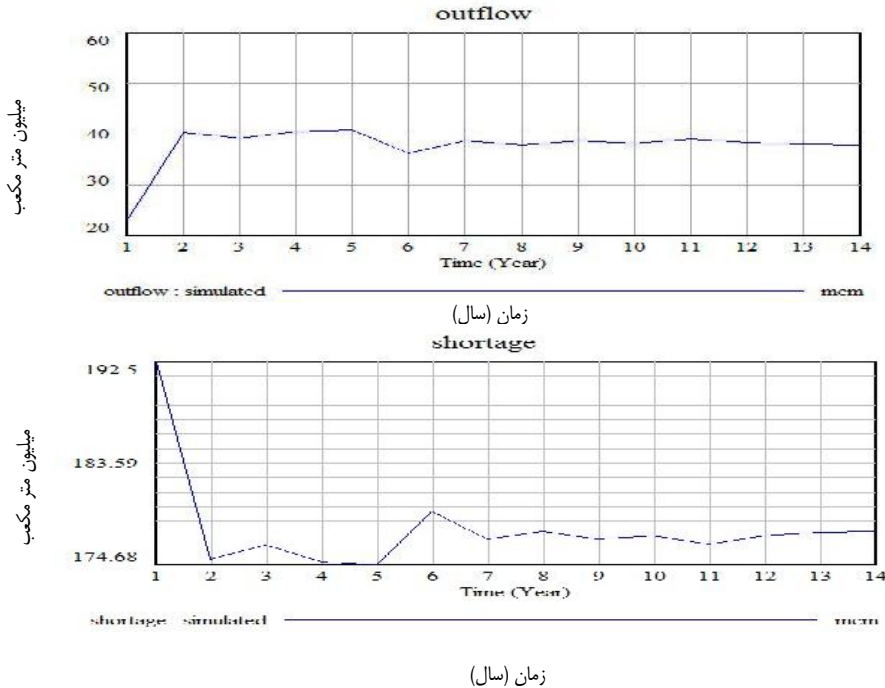 outflow
60
50
40
30
20
میلیون متر مکعب
1 2 3 4 5 6 7 8 9 10 11 12 13 14
Time (Year)
outflow : simulated mcm
زمان (سال)
shortage
192.5
183.59
174.68
میلیون متر مکعب
1 2 3 4 5 6 7 8 9 10 11 12 13 14
Time (Year)
shortage : simulated mcm
زمان (سال)